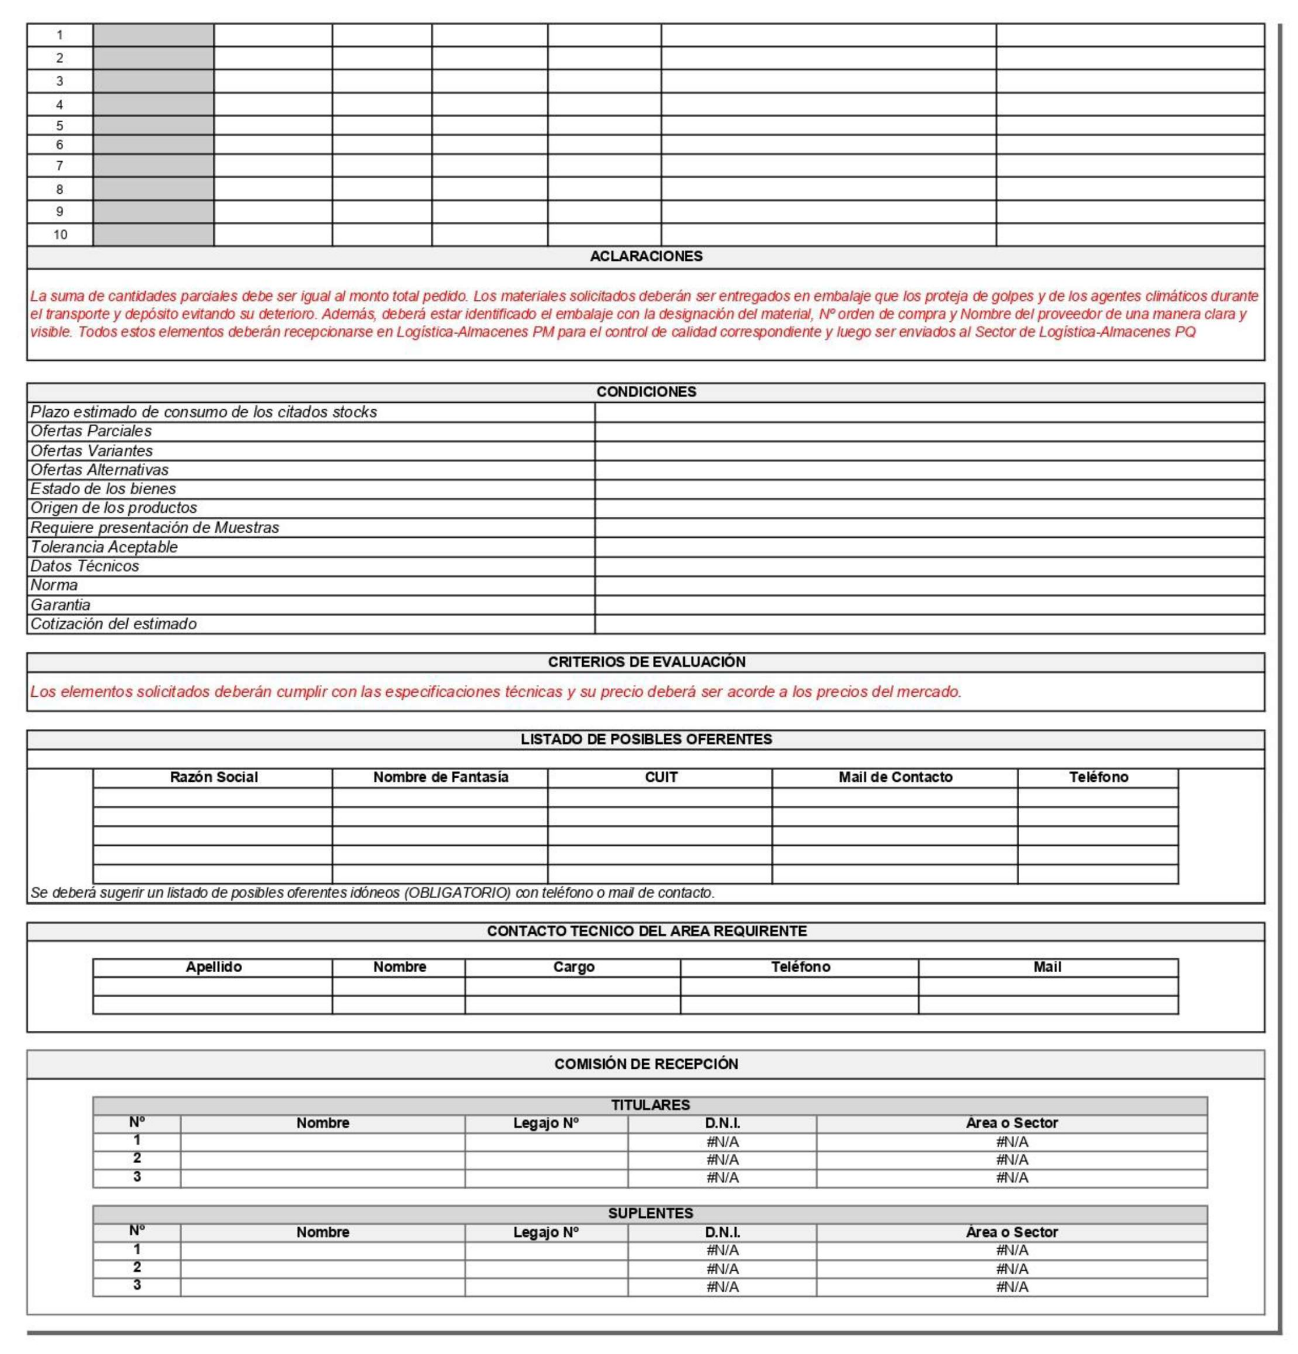 1
2
3
4
5
6
7
8
9
10
ACLARACIONES
La suma de cantidades parciales debe ser igual al monto total pedido. Los materiales solicitados deberán ser entregados en embalaje que los proteja de golpes y de los agentes climáticos durante
el transporte y depósito evitando su deterioro. Además, deberá estar identificado el embalaje con la designación del material, Nº orden de compra y Nombre del proveedor de una manera clara y
visible. Todos estos elementos deberán recepcionarse en Logística-Almacenes PM para el control de calidad correspondiente y luego ser enviados al Sector de Logística-Almacenes PQ
CONDICIONES
Plazo estimado de consumo de los citados stocks
Ofertas Parciales
Ofertas Variantes
Ofertas Alternativas
Estado de los bienes
Origen de los productos
Requiere presentación de Muestras
Tolerancia Aceptable
Datos Técnicos
Norma
Garantia
Cotización del estimado
CRITERIOS DE EVALUACIÓN
Los elementos solicitados deberán cumplir con las especificaciones técnicas y su precio deberá ser acorde a los precios del mercado.
LISTADO DE POSIBLES OFERENTES
Razón Social Nombre de Fantasía CUIT Mail de Contacto Teléfono
Se deberá sugerir un listado de posibles oferentes idóneos (OBLIGATORIO) con teléfono o mail de contacto.
CONTACTO TECNICO DEL AREA REQUIRENTE
Apellido Nombre Cargo Teléfono Mail
COMISIÓN DE RECEPCIÓN
TITULARES
Nº Nombre Legajo Nº D.N.I. Área o Sector
1 #N/A #N/A
2 #N/A #N/A
3 #N/A #N/A
SUPLENTES
Nº Nombre Legajo Nº D.N.I. Área o Sector
1 #N/A #N/A
2 #N/A #N/A
3 #N/A #N/A